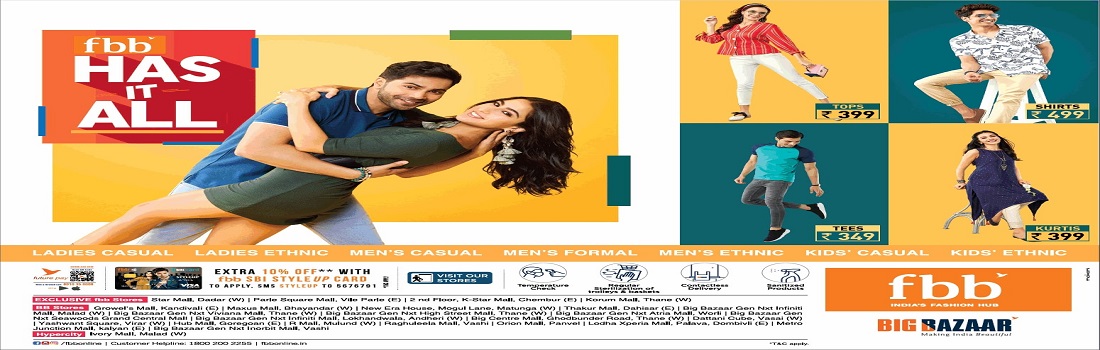 fbb
HAS
IT
ALL
TOPS
₹ 399
SHIRTS
₹ 499
TEES
₹ 349
KURTIS
₹ 399
LADIES CASUAL LADIES ETHNIC MEN'S CASUAL MEN'S FORMAL MEN'S ETHNIC KIDS' CASUAL KIDS' ETHNIC
future pay
EXTRA 10% OFF** WITH
fbb SBI STYLEUP CARD
TO APPLY, SMS STYLEUP TO 5676791
VISIT OUR
STORES
Temperature
Check
Regular
Sterilization of
trolleys & baskets
Contactless
Delivery
Sanitized
Products
fbb
INDIA'S FASHION HUB
BIG BAZAAR
Making India Beautiful
EXCLUSIVE fbb Stores Star Mall, Dadar (W) | Parle Square Mall, Vile Parle (E) | 2 nd Floor, K-Star Mall, Chembur (E) | Korum Mall, Thane (W)
BB Stores Growel's Mall, Kandivali (E) | Maxus Mall, Bhayander (W) | New Era House, Mogul Lane, Matunga (W) | Thakur Mall, Dahisar (E) | Big Bazaar Gen Nxt Infiniti
Mall, Malad (W) | Big Bazaar Gen Nxt Viviana Mall, Thane (W) | Big Bazaar Gen Nxt High Street Mall, Thane (W) | Big Bazaar Gen Nxt Atria Mall, Worli | Big Bazaar Gen
Nxt Seawoods Grand Central Mall | Big Bazaar Gen Nxt Infiniti Mall, Lokhandwala, Andheri (W) | Big Centre Mall, Ghodbunder Road, Thane (W) | Dattani Cube, Vasai (W)
| Yashwant Square, Virar (W) | Hub Mall, Goregaon (E) | R Mall, Mulund (W) | Raghuleela Mall, Vashi | Orion Mall, Panvel | Lodha Xperia Mall, Palava, Dombivli (E) | Metro
Junction Mall, Kalyan (E) | Big Bazaar Gen Nxt Inorbit Mall, Vashi
Ivory Mall, Malad (W)
/fbbonline | Customer Helpline: 1800 200 2255 | fbbonline.in
*T&C apply.